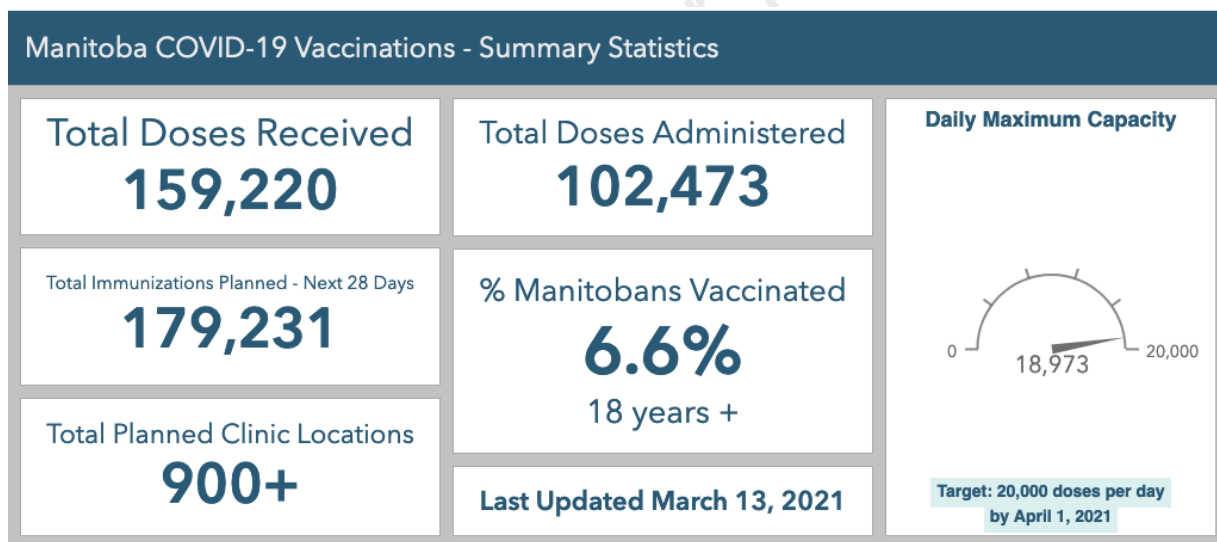 Manitoba COVID-19 Vaccinations - Summary Statistics
Total Doses Received
159,220
Total Doses Administered
102,473
Daily Maximum Capacity
0
18,973
20,000
Target: 20,000 doses per day
by April 1, 2021
Total Immunizations Planned - Next 28 Days
179,231
% Manitobans Vaccinated
6.6%
18 years +
Total Planned Clinic Locations
900+
Last Updated March 13, 2021